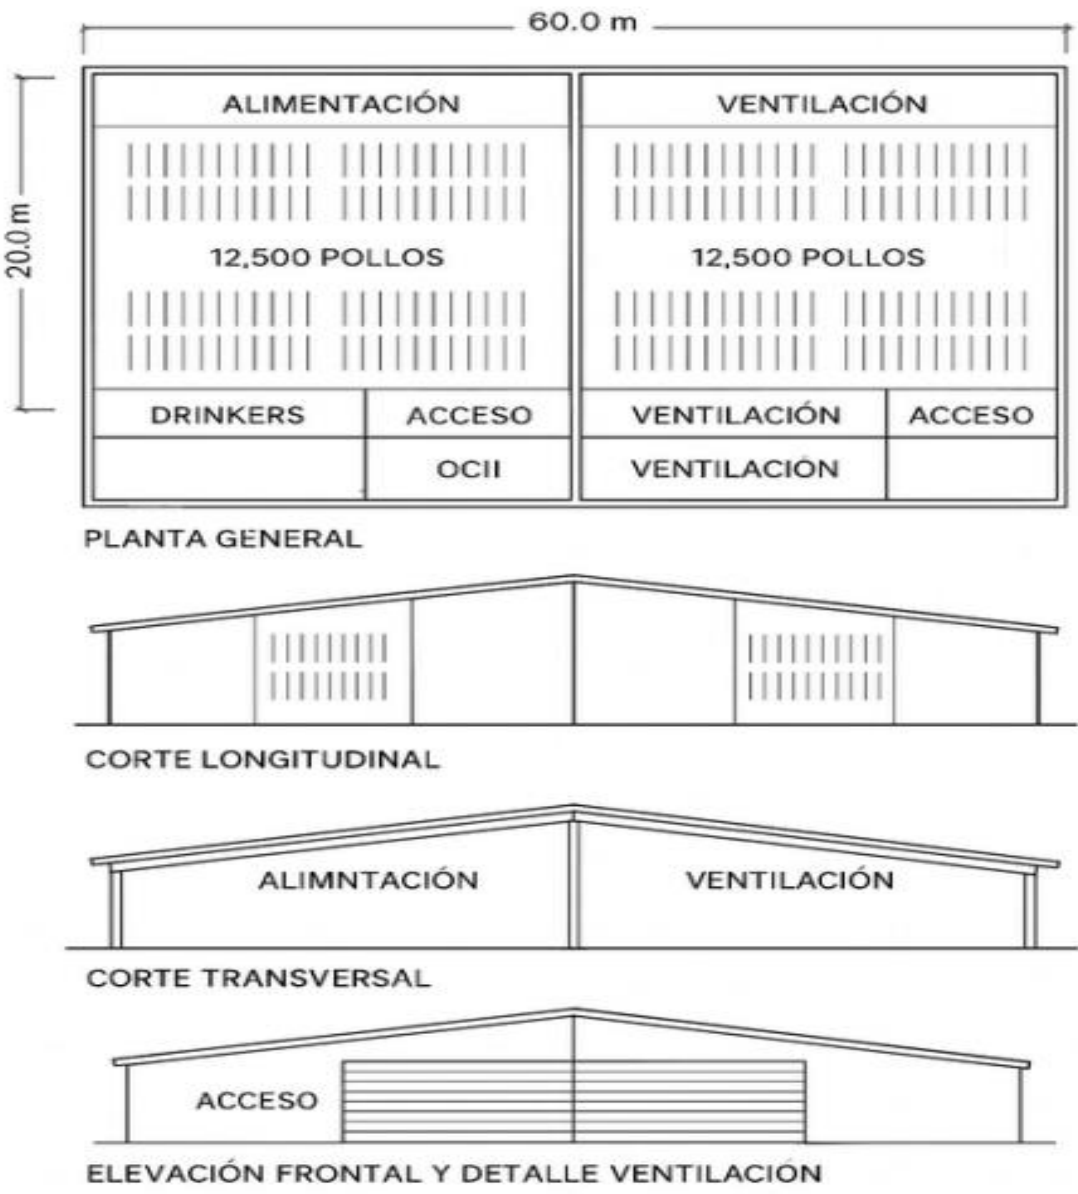 60.0 m
20.0 m
ALIMENTACIÓN VENTILACIÓN
12,500 POLLOS 12,500 POLLOS
DRINKERS ACCESO VENTILACIÓN ACCESO
OCII VENTILACIÓN
PLANTA GENERAL
CORTE LONGITUDINAL
ALIMNTACIÓN VENTILACIÓN
CORTE TRANSVERSAL
ACCESO
ELEVACIÓN FRONTAL Y DETALLE VENTILACIÓN